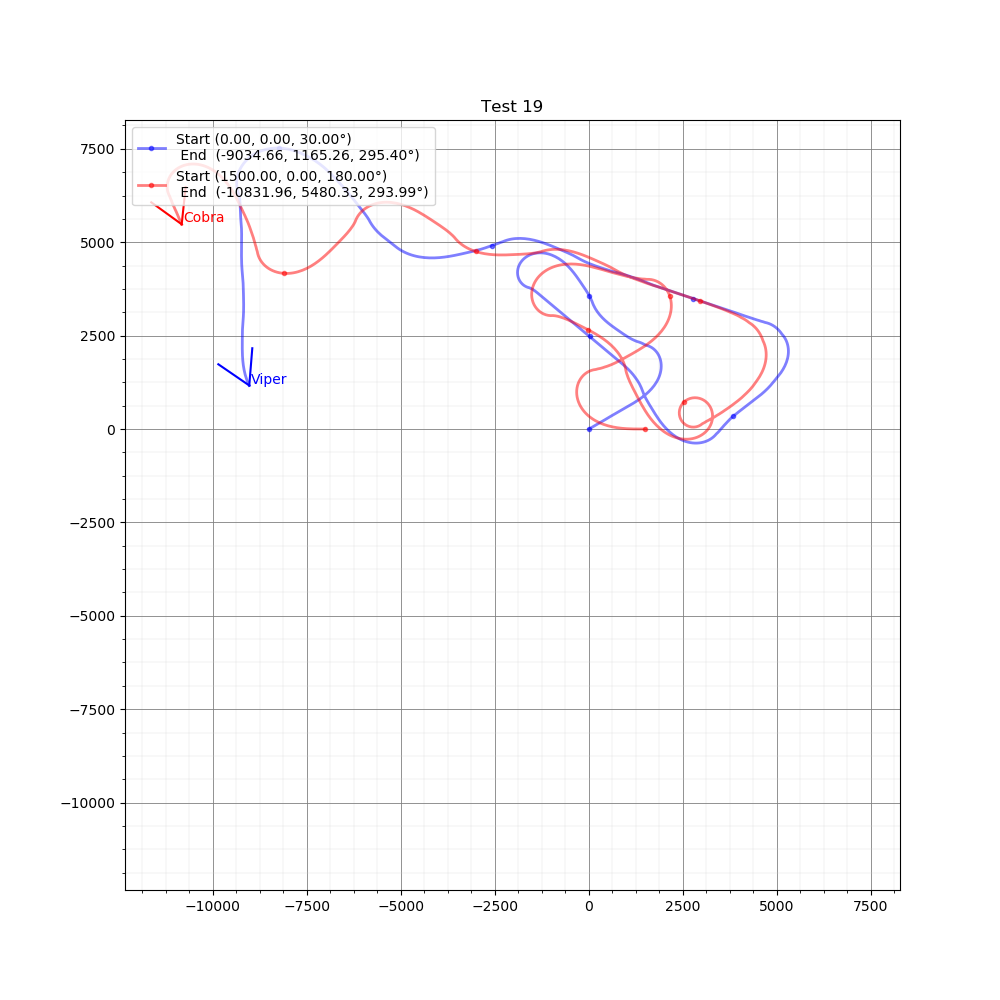 Test 19
Start (0.00, 0.00, 30.00°)
End (-9034.66, 1165.26, 295.40°)
Start (1500.00, 0.00, 180.00°)
End (-10831.96, 5480.33, 293.99°)
Cobra
Viper
7500
5000
2500
0
−2500
−5000
−7500
−10000
−10000
−7500
−5000
−2500
0
2500
5000
7500